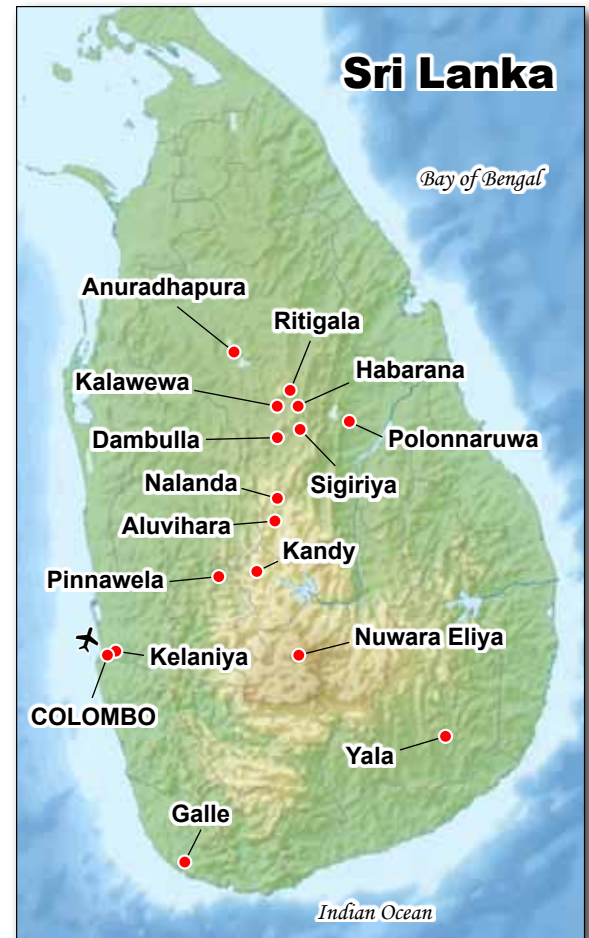 Sri Lanka
Bay of Bengal
Anuradhapura
Ritigala
Habarana
Kalawewa
Dambulla
Polonnaruwa
Sigiriya
Nalanda
Aluvihara
Kandy
Pinnawela
Nuwara Eliya
Kelaniya
COLOMBO
Yala
Galle
Indian Ocean